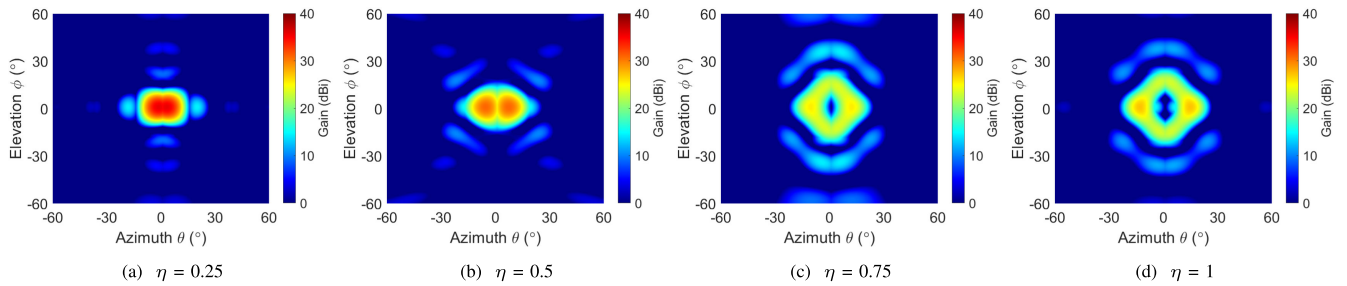 60
30
0
-30
-60
-60 -30 0 30 60
Elevation ϕ (°)
Azimuth θ (°)
40
30
20
10
0
Gain (dBi)
(a) η = 0.25
60
30
0
-30
-60
-60 -30 0 30 60
Elevation ϕ (°)
Azimuth θ (°)
40
30
20
10
0
Gain (dBi)
(b) η = 0.5
60
30
0
-30
-60
-60 -30 0 30 60
Elevation ϕ (°)
Azimuth θ (°)
40
30
20
10
0
Gain (dBi)
(c) η = 0.75
60
30
0
-30
-60
-60 -30 0 30 60
Elevation ϕ (°)
Azimuth θ (°)
40
30
20
10
0
Gain (dBi)
(d) η = 1